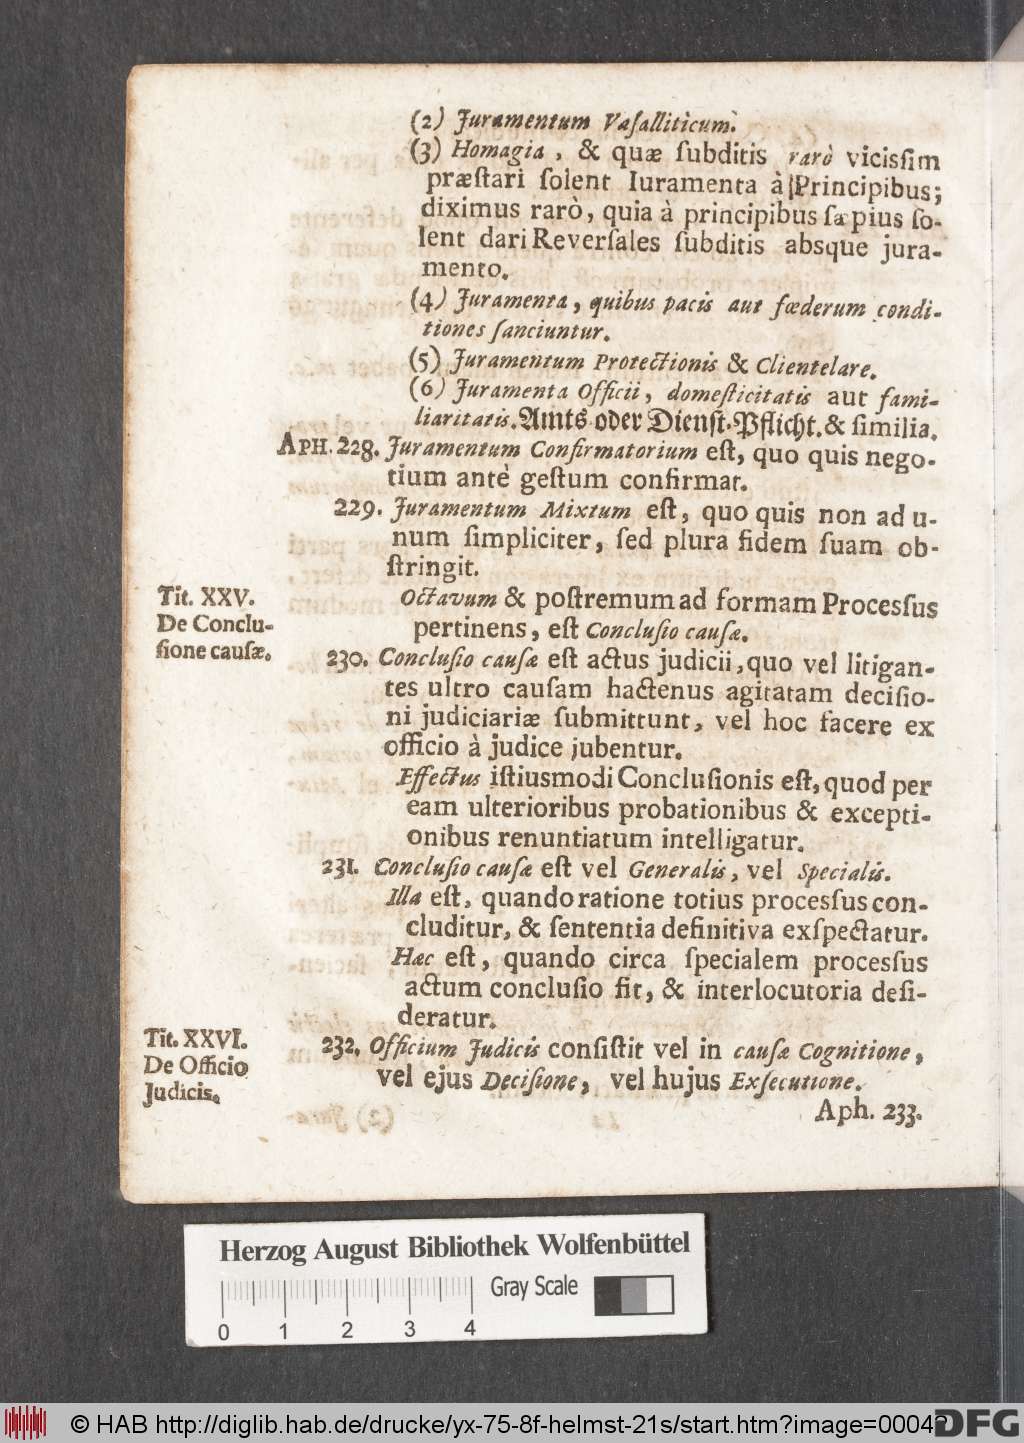 (2) Juramentum Vaſalliticum.
(3) Homagia, & quæ ſubditis rarò vicisſim
præſtari ſolent Iuramenta à Principibus;
diximus rarò, quia à principibus ſæpius ſo-
lent dari Reverſales ſubditis absque jura-
mento.
(4) Juramenta, quibus pacis aut fœderum condi-
tiones ſanciuntur.
(5) Juramentum Protectionis & Clientelare.
(6) Juramenta Officii, domeſticitatis aut fami-
liaritatis. Amts oder Dienſt-Pflicht. & ſimilia.
APH. 228. Juramentum Confirmatorium eſt, quo quis nego-
tium antè geſtum confirmat.
229. Juramentum Mixtum eſt, quo quis non ad u-
num ſimpliciter, ſed plura fidem ſuam ob-
ſtringit.
Tit. XXV.
De Conclu-
ſione cauſæ.
Octavum & poſtremum ad formam Procesſus
pertinens, eſt Concluſio cauſæ.
230. Concluſio cauſæ eſt actus judicii, quo vel litigan-
tes ultro cauſam hactenus agitatam deciſio-
ni judiciariæ ſubmittunt, vel hoc facere ex
officio à judice jubentur.
Effectus iſtiusmodi Concluſionis eſt, quod per
eam ulterioribus probationibus & excepti-
onibus renuntiatum intelligatur.
231. Concluſio cauſæ eſt vel Generalis, vel Specialis.
Illa eſt, quando ratione totius procesſus con-
cluditur, & ſententia definitiva exſpectatur.
Hæc eſt, quando circa ſpecialem procesſus
actum concluſio fit, & interlocutoria deſi-
deratur.
Tit. XXVI.
De Officio
Judicis.
232. Officium Judicis conſiſtit vel in cauſæ Cognitione,
vel ejus Deciſione, vel hujus Exſecutione.
Aph. 233.
Herzog August Bibliothek Wolfenbüttel
Gray Scale
0 1 2 3 4
© HAB http://diglib.hab.de/drucke/yx-75-8f-helmst-21s/start.htm?image=00042
DFG